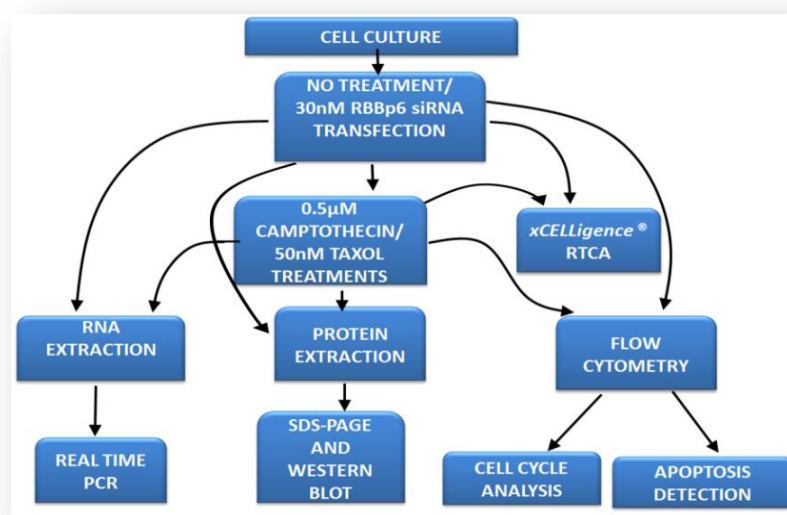 CELL CULTURE
NO TREATMENT/
30nM RBBp6 siRNA
TRANSFECTION
0.5µM
CAMPTOTHECIN/
50nM TAXOL
TREATMENTS
xCELLigence ®
RTCA
RNA
EXTRACTION
PROTEIN
EXTRACTION
FLOW
CYTOMETRY
REAL TIME
PCR
SDS-PAGE
AND
WESTERN
BLOT
CELL CYCLE
ANALYSIS
APOPTOSIS
DETECTION